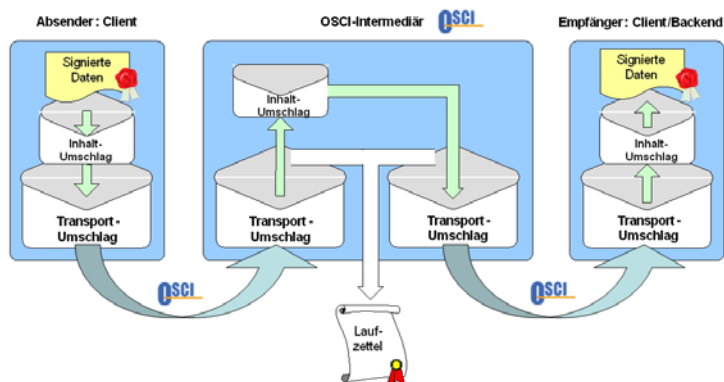 Absender: Client
OSCI-Intermediär
OSCI
Empfänger: Client/Backend
Signierte
Daten
Inhalt-
Umschlag
Transport -
Umschlag
Inhalt-
Umschlag
Transport -
Umschlag
Transport -
Umschlag
Signierte
Daten
Inhalt-
Umschlag
Transport -
Umschlag
OSCI
OSCI
Lauf-
zettel